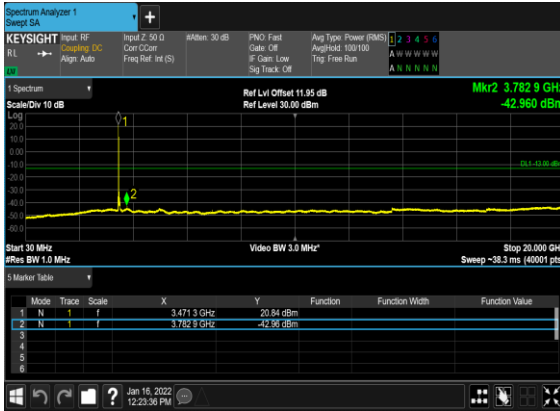 Spectrum Analyzer 1
Swept SA
+
KEYSIGHT
RL
Input: RF
Coupling: DC
Align: Auto
Input Z: 50 Ω
Corr CCorr
Freq Ref: Int (S)
#Atten: 30 dB
PNO: Fast
Gate: Off
IF Gain: Low
Sig Track: Off
Avg Type: Power (RMS)
Avg|Hold: 100/100
Trig: Free Run
1 2 3 4 5 6
A W W W W W
A N N N N N
1 Spectrum
Scale/Div 10 dB
Ref Lvl Offset 11.95 dB
Ref Level 30.00 dBm
Mkr2 3.782 9 GHz
-42.960 dBm
Log
20.0
10.0
0.00
-10.0
-20.0
-30.0
-40.0
-50.0
-60.0
1
2
DL1 -13.00 dBm
Start 30 MHz
#Res BW 1.0 MHz
Video BW 3.0 MHz*
Stop 20.000 GH
Sweep ~38.3 ms (40001 pts
5 Marker Table
Mode Trace Scale X Y Function Function Width Function Value
1 N 1 f 3.471 3 GHz 20.84 dBm
2 N 1 f 3.782 9 GHz -42.96 dBm
3
4
5
6
?
Jan 16, 2022
12:23:36 PM